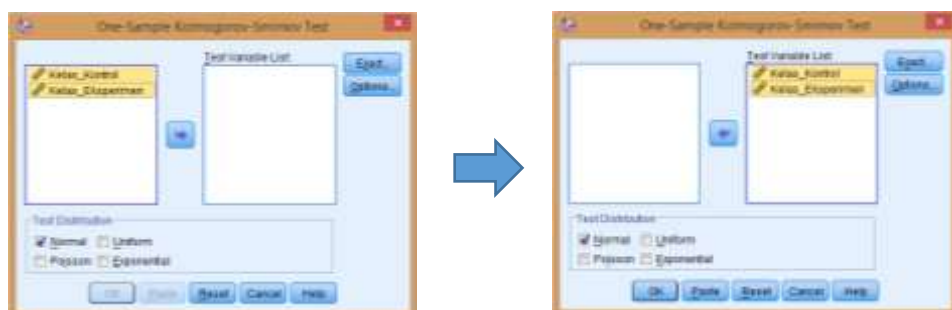 One-Sample Kolmogorov-Smirnov Test
Test Variable List:
Kelas_Kontrol
Kelas_Eksperimen
Exact...
Options...
Test Distribution
Normal Uniform
Poisson Exponential
OK Paste Reset Cancel Help
One-Sample Kolmogorov-Smirnov Test
Test Variable List:
Kelas_Kontrol
Kelas_Eksperimen
Exact...
Options...
Test Distribution
Normal Uniform
Poisson Exponential
OK Paste Reset Cancel Help